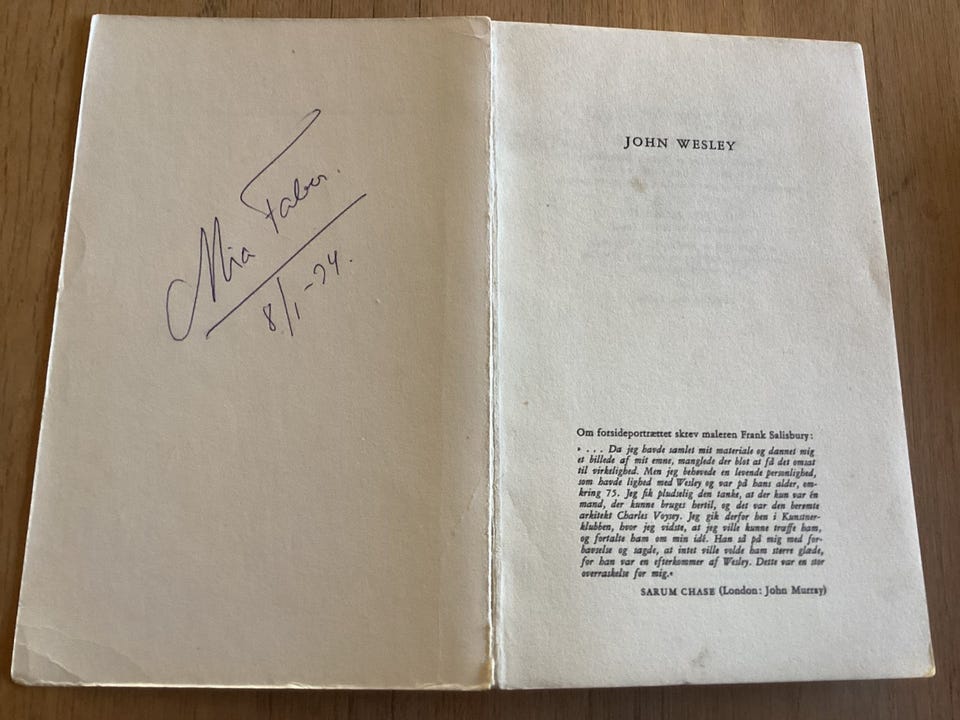 Mia Faber.
8/1-74.
JOHN WESLEY
Om forsideportrættet skrev maleren Frank Salisbury:
» . . . Da jeg havde samlet mit materiale og dannet mig
et billede af mit emne, manglede der blot at få det omsat
til virkelighed. Men jeg behøvede en levende personlighed,
som havde lighed med Wesley og var på hans alder, om-
kring 75. Jeg fik pludselig den tanke, at der kun var én
mand, der kunne bruges hertil, og det var den berømte
arkitekt Charles Voysey. Jeg gik derfor hen i Kunstner-
klubben, hvor jeg vidste, at jeg ville kunne træffe ham,
og fortalte ham om min idé. Han så på mig med for-
bavselse og sagde, at intet ville volde ham større glæde,
for han var en efterkommer af Wesley. Dette var en stor
overraskelse for mig.«
SARUM CHASE (London: John Murray)